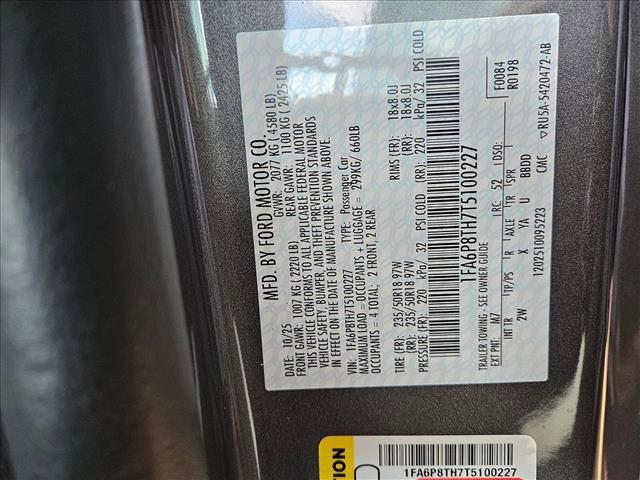 MFD. BY FORD MOTOR CO.
DATE: 10/25 GVWR: 2077 KG ( 4580 LB)
FRONT GAWR: 1007 KG ( 2220 LB) REAR GAWR: 1100 KG ( 2425 LB)
THIS VEHICLE CONFORMS TO ALL APPLICABLE FEDERAL MOTOR
VEHICLE SAFETY, BUMPER, AND THEFT PREVENTION STANDARDS
IN EFFECT ON THE DATE OF MANUFACTURE SHOWN ABOVE.
VIN: 1FA6P8TH7T5100227 TYPE: Passenger Car
MAXIMUM LOAD = OCCUPANTS + LUGGAGE = 299KG/ 660LB
OCCUPANTS = 4 TOTAL; 2 FRONT, 2 REAR
TIRE (FR): 235/50R18 97W RIMS (FR): 18x8.0J
(RR): 235/50R18 97W (RR): 18x8.0J
PRESSURE (FR): 220 kPa/ 32 PSI COLD (RR): 220 kPa/ 32 PSI COLD
1FA6P8TH7T5100227
TRAILER TOWING - SEE OWNER GUIDE
EXT PNT: M7 RC: 52 DSO: F0084
R0198
INT TR TP/PS R AXLE TR SPR
2W X YA U BBDD
1202510095223 CMC ▽RU5A-5420472-AB
TION
1FA6P8TH7T5100227